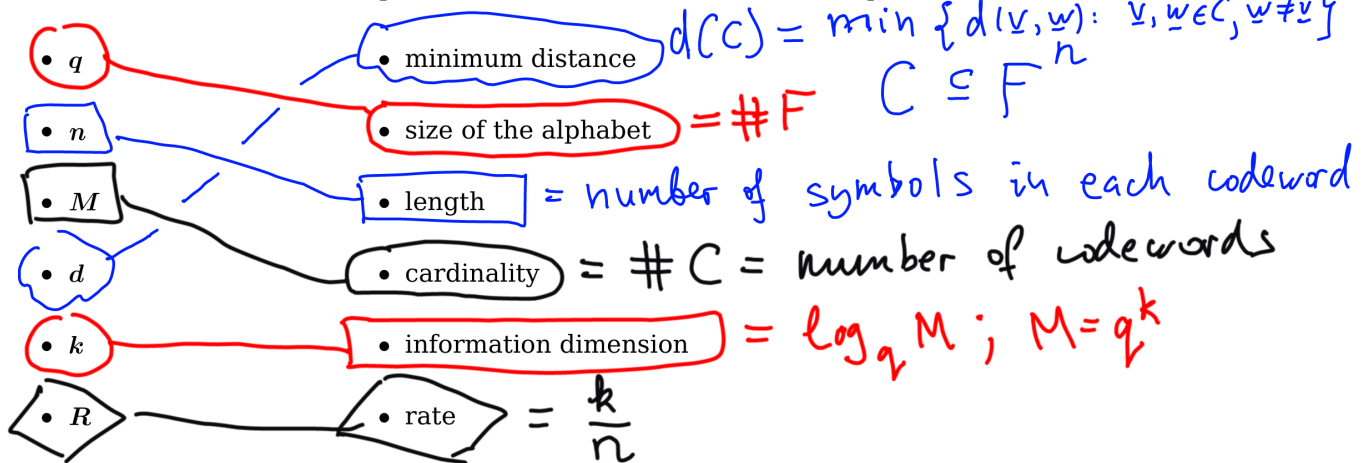 • q • minimum distance d(C) = min {d(v̲,w̲): v̲,w̲∈C, w̲≠v̲}
C ⊆ Fⁿ
• n • size of the alphabet = #F
• M • length = number of symbols in each codeword
• d • cardinality = #C = number of codewords
• k • information dimension = log_q M ; M = q^k
• R • rate = k/n